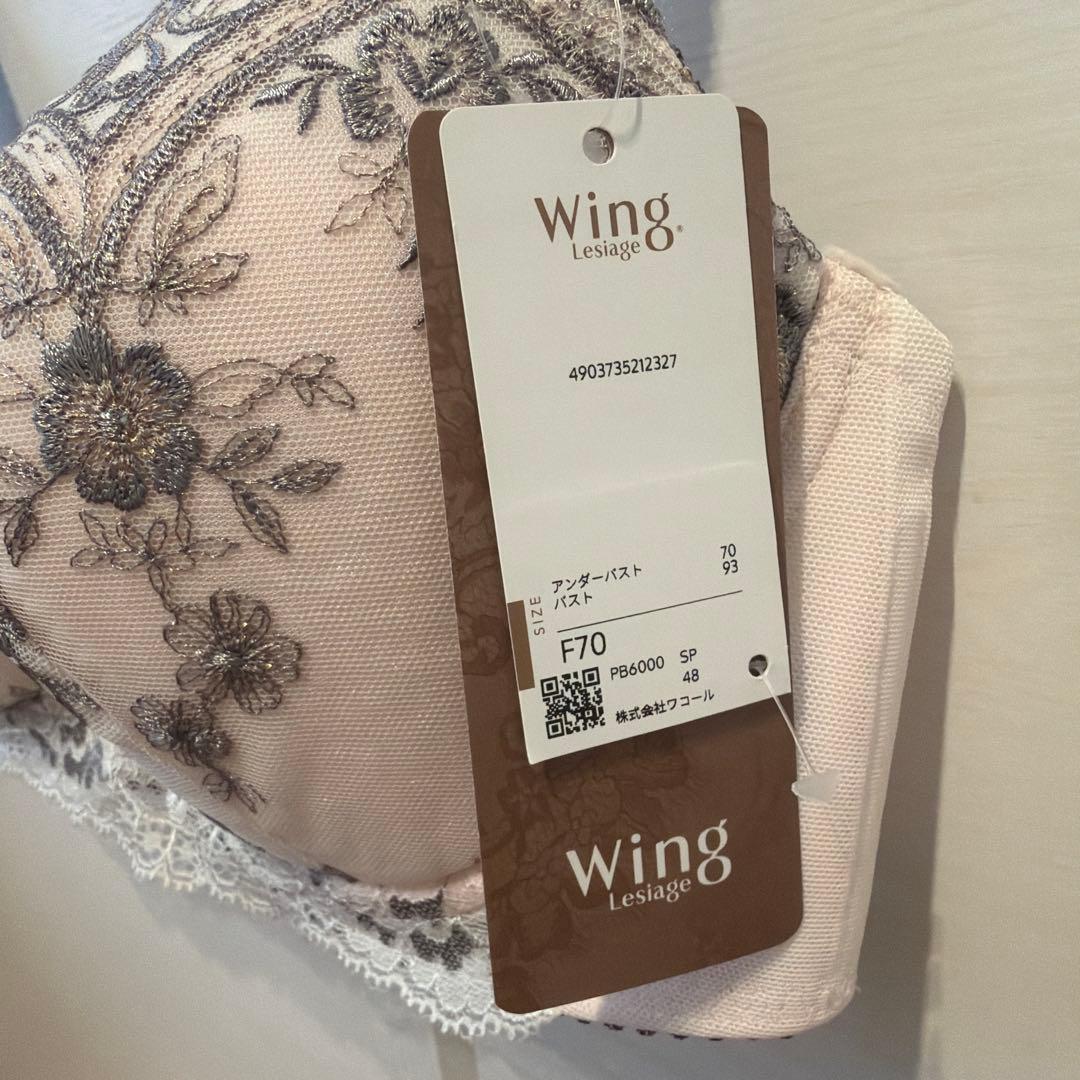 Wing®
Lesiage
4903735212327
SIZE
アンダーバスト 70
バスト 93
F70
PB6000 SP
48
株式会社ワコール
Wing
Lesiage